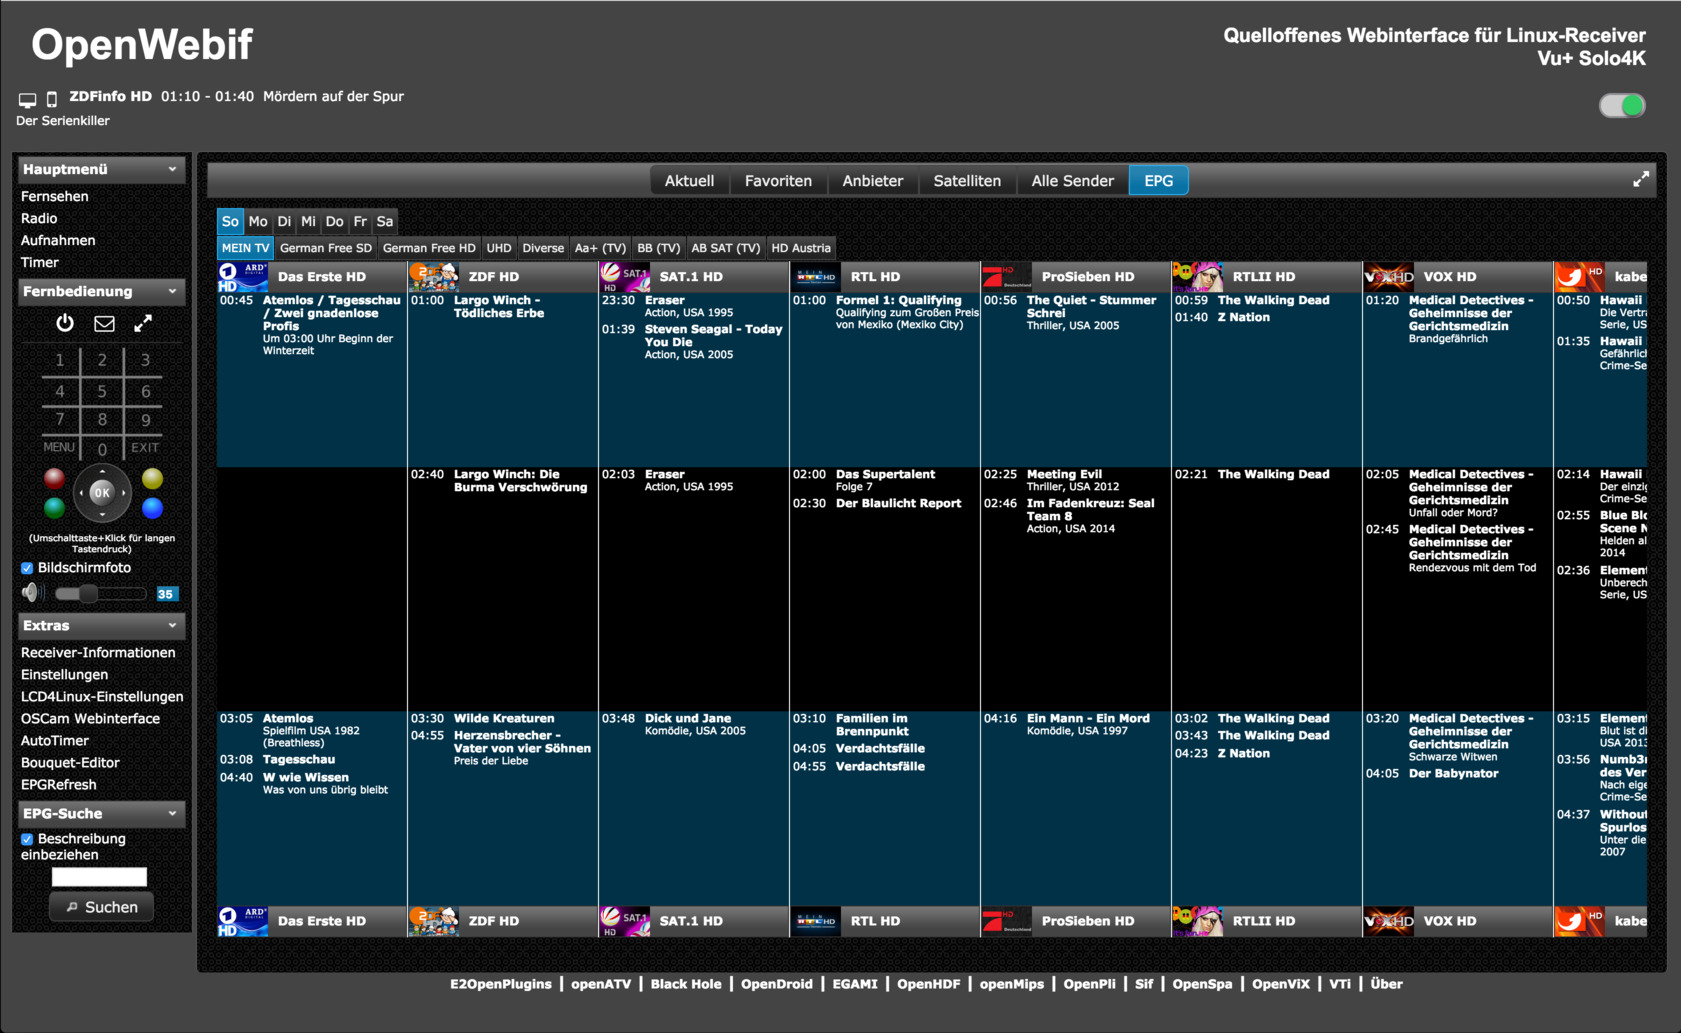 OpenWebif
Quelloffenes Webinterface für Linux-Receiver
Vu+ Solo4K
ZDFinfo HD 01:10 - 01:40 Mördern auf der Spur
Der Serienkiller
Hauptmenü
Fernsehen
Radio
Aufnahmen
Timer
Fernbedienung
1 2 3
4 5 6
7 8 9
MENU 0 EXIT
OK
(Umschalttaste+Klick für langen
Tastendruck)
Bildschirmfoto
35
Extras
Receiver-Informationen
Einstellungen
LCD4Linux-Einstellungen
OSCam Webinterface
AutoTimer
Bouquet-Editor
EPGRefresh
EPG-Suche
Beschreibung
einbeziehen
Suchen
Aktuell Favoriten Anbieter Satelliten Alle Sender EPG
So Mo Di Mi Do Fr Sa
MEIN TV German Free SD German Free HD UHD Diverse Aa+ (TV) BB (TV) AB SAT (TV) HD Austria
Das Erste HD ZDF HD SAT.1 HD RTL HD ProSieben HD RTLII HD VOX HD kabe
00:45 Atemlos / Tagesschau
/ Zwei gnadenlose
Profis
Um 03:00 Uhr Beginn der
Winterzeit
01:00 Largo Winch -
Tödliches Erbe
23:30 Eraser
Action, USA 1995
01:39 Steven Seagal - Today
You Die
Action, USA 2005
01:00 Formel 1: Qualifying
Qualifying zum Großen Preis
von Mexiko (Mexiko City)
00:56 The Quiet - Stummer
Schrei
Thriller, USA 2005
00:59 The Walking Dead
01:40 Z Nation
01:20 Medical Detectives -
Geheimnisse der
Gerichtsmedizin
Brandgefährlich
00:50 Hawaii
Die Vertra
Serie, US
01:35 Hawaii
Gefährlich
Crime-Se
02:40 Largo Winch: Die
Burma Verschwörung
02:03 Eraser
Action, USA 1995
02:00 Das Supertalent
Folge 7
02:30 Der Blaulicht Report
02:25 Meeting Evil
Thriller, USA 2012
02:46 Im Fadenkreuz: Seal
Team 8
Action, USA 2014
02:21 The Walking Dead
02:05 Medical Detectives -
Geheimnisse der
Gerichtsmedizin
Unfall oder Mord?
02:45 Medical Detectives -
Geheimnisse der
Gerichtsmedizin
Rendezvous mit dem Tod
02:14 Hawaii
Der einzig
Crime-Se
02:55 Blue Blo
Scene N
Helden al
2014
02:36 Element
Unberech
Serie, US
03:05 Atemlos
Spielfilm USA 1982
(Breathless)
03:08 Tagesschau
04:40 W wie Wissen
Was von uns übrig bleibt
03:30 Wilde Kreaturen
04:55 Herzensbrecher -
Vater von vier Söhnen
Preis der Liebe
03:48 Dick und Jane
Komödie, USA 2005
03:10 Familien im
Brennpunkt
04:05 Verdachtsfälle
04:55 Verdachtsfälle
04:16 Ein Mann - Ein Mord
Komödie, USA 1997
03:02 The Walking Dead
03:43 The Walking Dead
04:23 Z Nation
03:20 Medical Detectives -
Geheimnisse der
Gerichtsmedizin
Schwarze Witwen
04:05 Der Babynator
03:15 Element
Blut ist di
USA 2013
03:56 Numb3r
des Ver
Nach eige
Crime-Se
04:37 Without
Spurlos
Unter die
2007
Das Erste HD ZDF HD SAT.1 HD RTL HD ProSieben HD RTLII HD VOX HD kabe
E2OpenPlugins | openATV | Black Hole | OpenDroid | EGAMI | OpenHDF | openMips | OpenPli | Sif | OpenSpa | OpenViX | VTi | Über